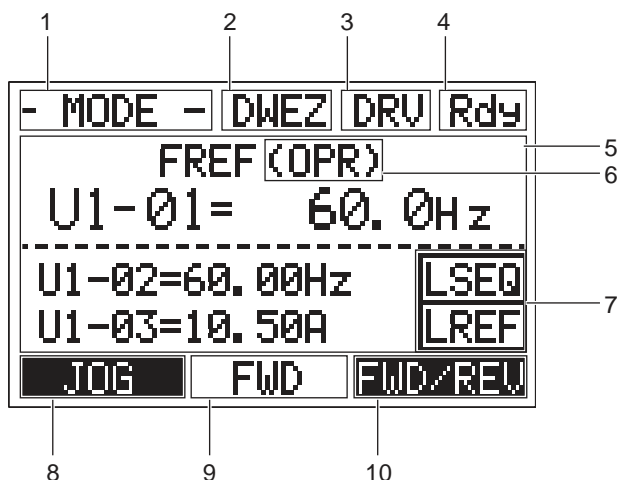 1 2 3 4
- MODE - DWEZ DRV Rdy
FREF (OPR) 5
6
U1-01= 60.0Hz
U1-02=60.00Hz LSEQ
7
U1-03=10.50A LREF
JOG FWD FWD/REV
8 9 10